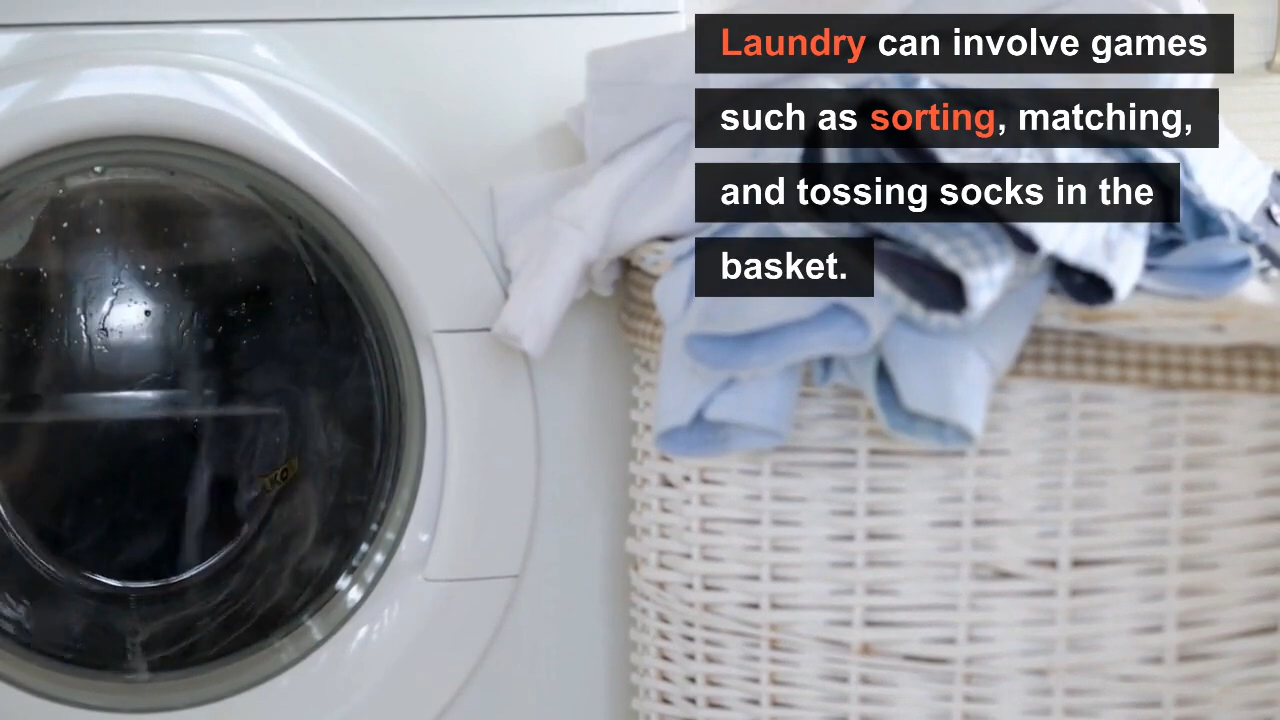 Laundry can involve games
such as sorting, matching,
and tossing socks in the
basket.